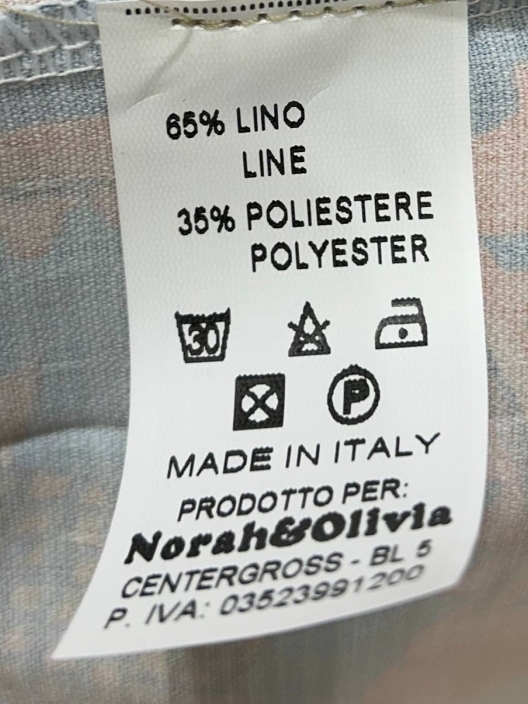 65% LINO
LINE
35% POLIESTERE
POLYESTER
30
P
MADE IN ITALY
PRODOTTO PER:
Norah&Olivia
CENTERGROSS - BL 5
P. IVA: 03523991200